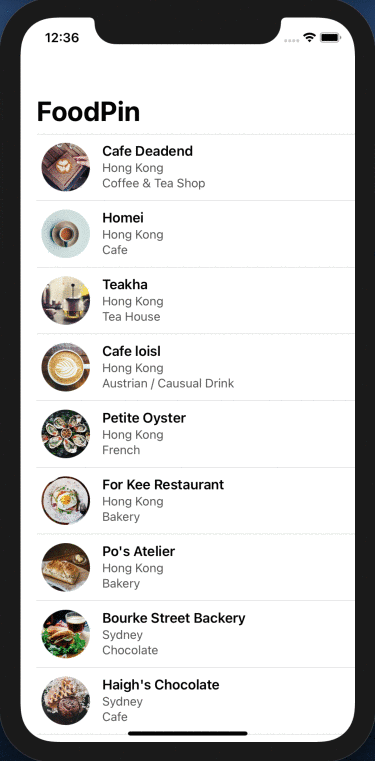 12:36
FoodPin
Cafe Deadend
Hong Kong
Coffee & Tea Shop
Homei
Hong Kong
Cafe
Teakha
Hong Kong
Tea House
Cafe loisl
Hong Kong
Austrian / Causual Drink
Petite Oyster
Hong Kong
French
For Kee Restaurant
Hong Kong
Bakery
Po's Atelier
Hong Kong
Bakery
Bourke Street Backery
Sydney
Chocolate
Haigh's Chocolate
Sydney
Cafe